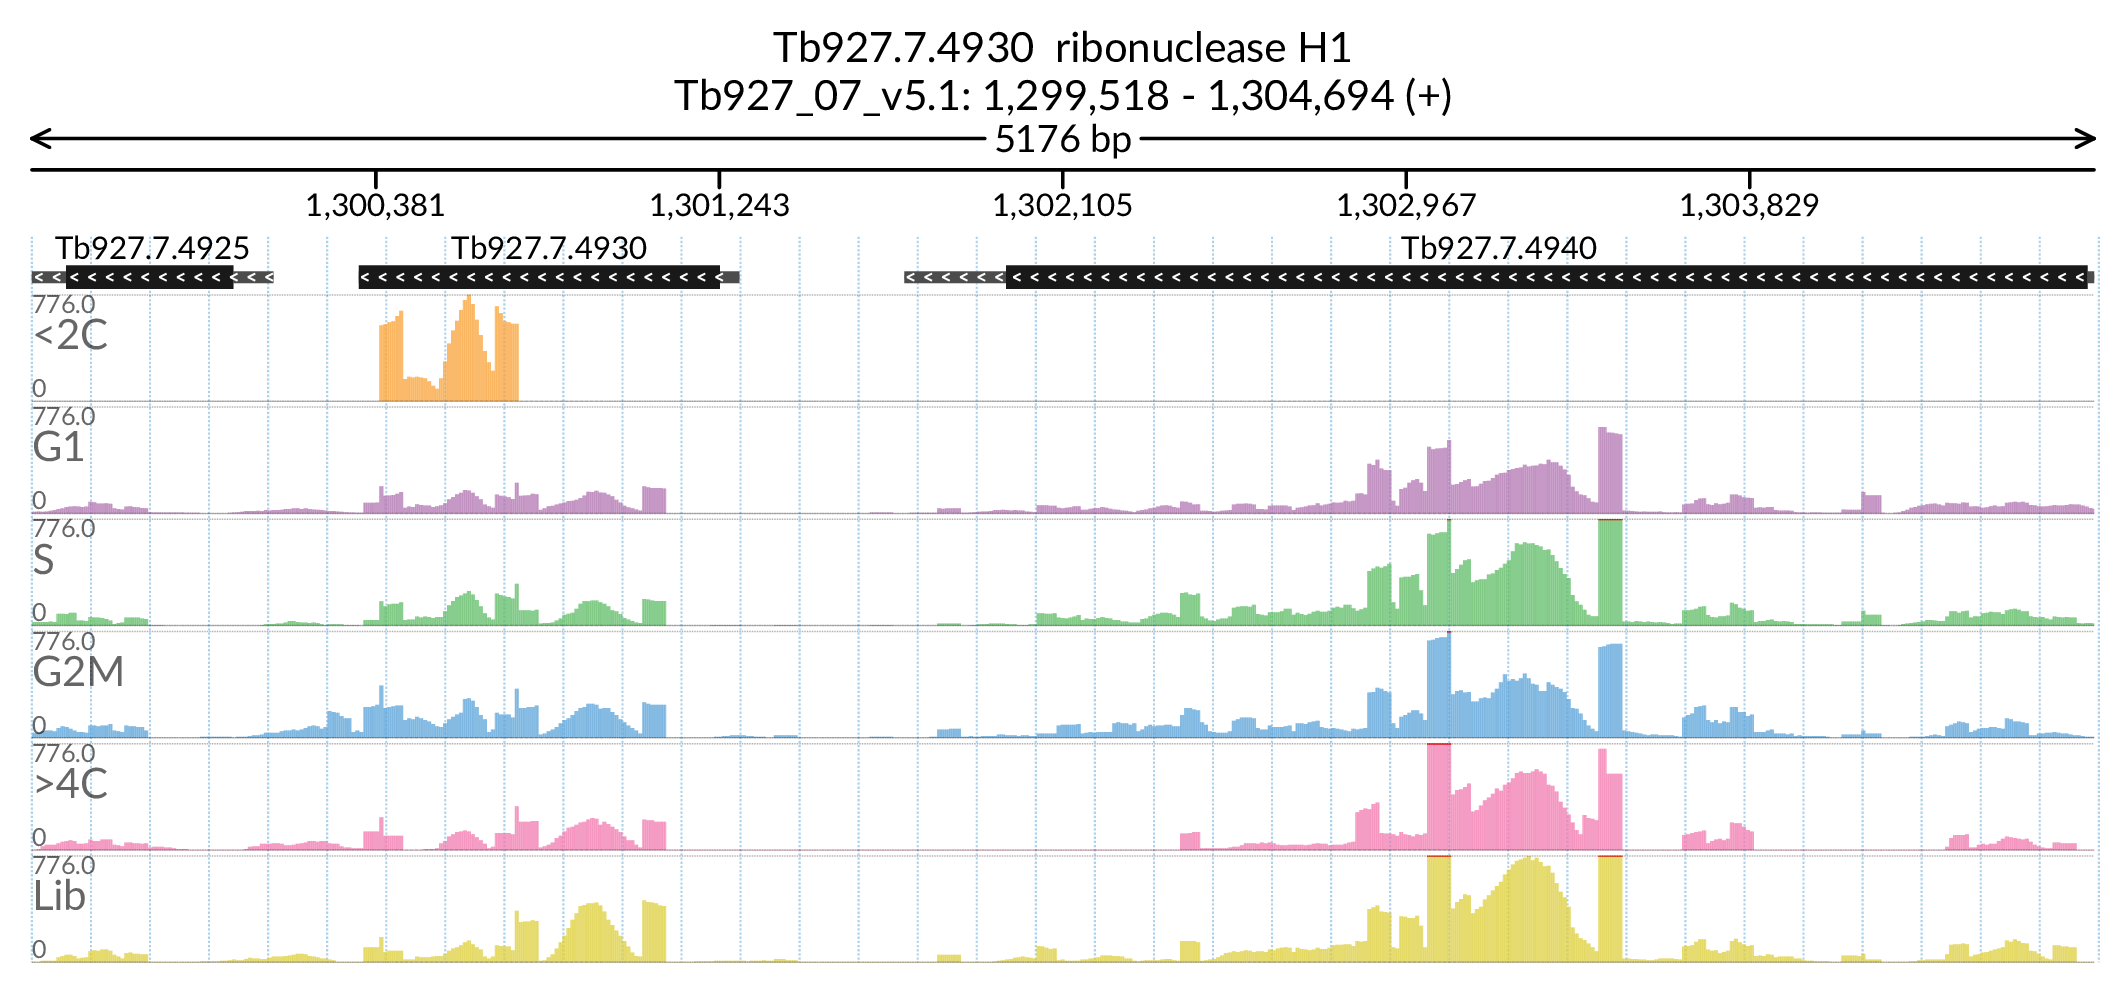 Tb927.7.4930  ribonuclease H1
Tb927_07_v5.1: 1,299,518 - 1,304,694 (+)
5176 bp
1,300,381 1,301,243 1,302,105 1,302,967 1,303,829
Tb927.7.4925 Tb927.7.4930 Tb927.7.4940
776.0
<2C
0
776.0
G1
0
776.0
S
0
776.0
G2M
0
776.0
>4C
0
776.0
Lib
0